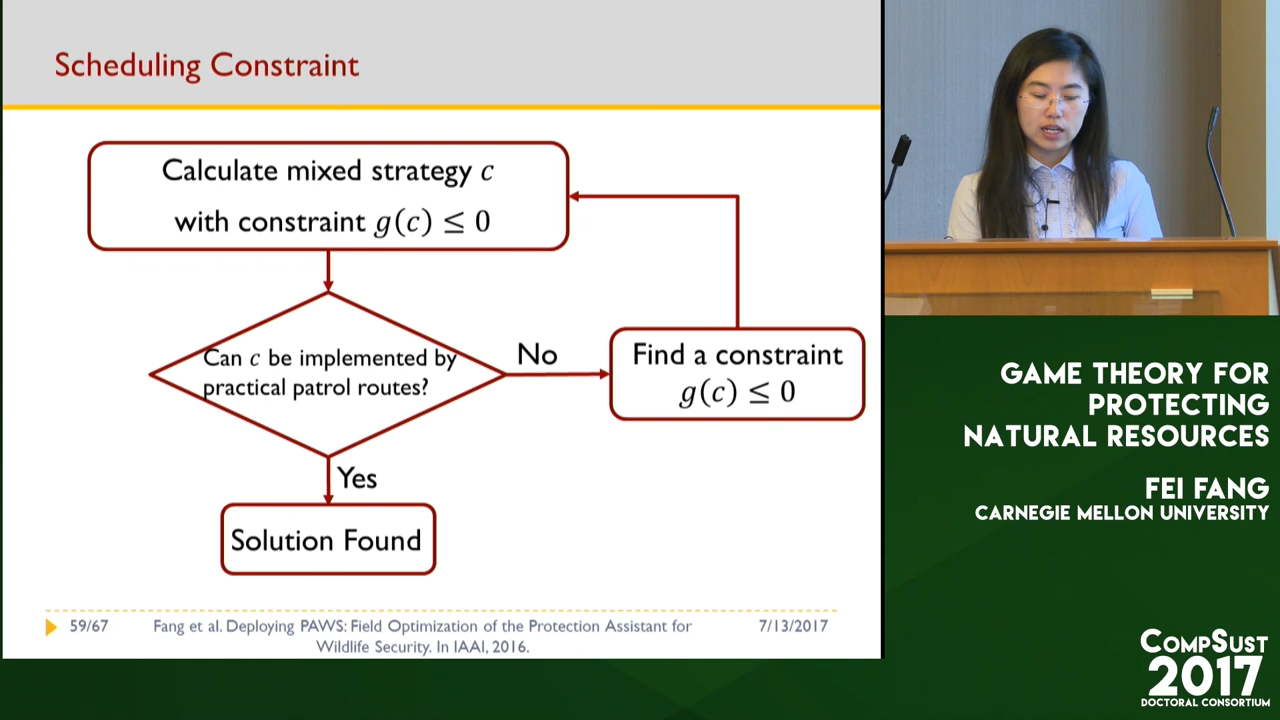 Scheduling Constraint
Calculate mixed strategy c
with constraint g(c) ≤ 0
Can c be implemented by
practical patrol routes?
No
Find a constraint
g(c) ≤ 0
Yes
Solution Found
59/67
Fang et al. Deploying PAWS: Field Optimization of the Protection Assistant for
Wildlife Security. In IAAI, 2016.
7/13/2017
GAME THEORY FOR
PROTECTING
NATURAL RESOURCES
FEI FANG
CARNEGIE MELLON UNIVERSITY
COMPSUST
2017
DOCTORAL CONSORTIUM